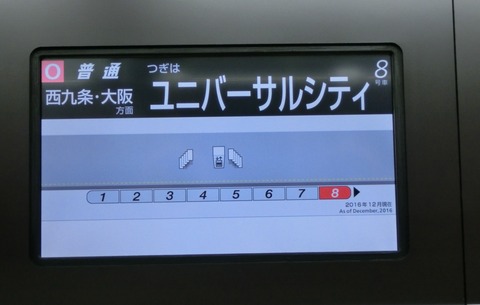 O 普通 つぎは 8号車
西九条・大阪方面 ユニバーサルシティ
1 2 3 4 5 6 7 8
2016年12月現在
As of December, 2016